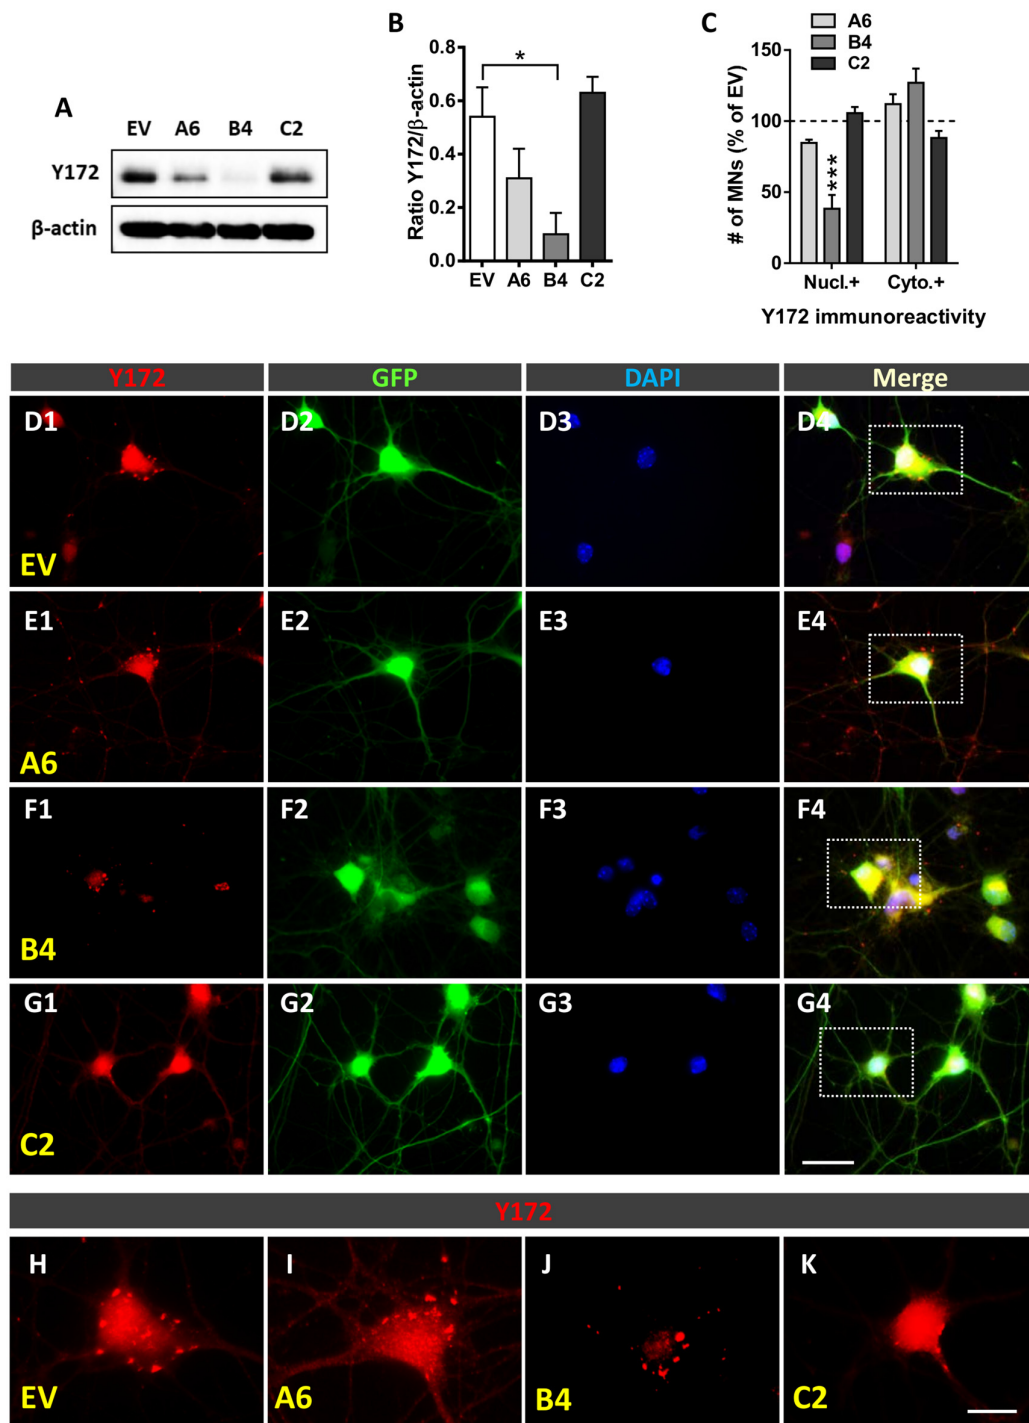 A
EV A6 B4 C2
Y172
β-actin
B
Ratio Y172/β-actin
0.8
0.6
0.4
0.2
0.0
*
EV A6 B4 C2
C
A6
B4
C2
# of MNs (% of EV)
150
100
50
0
***
Nucl.+ Cyto.+
Y172 immunoreactivity
Y172 GFP DAPI Merge
D1 D2 D3 D4
EV
E1 E2 E3 E4
A6
F1 F2 F3 F4
B4
G1 G2 G3 G4
C2
Y172
H I J K
EV A6 B4 C2